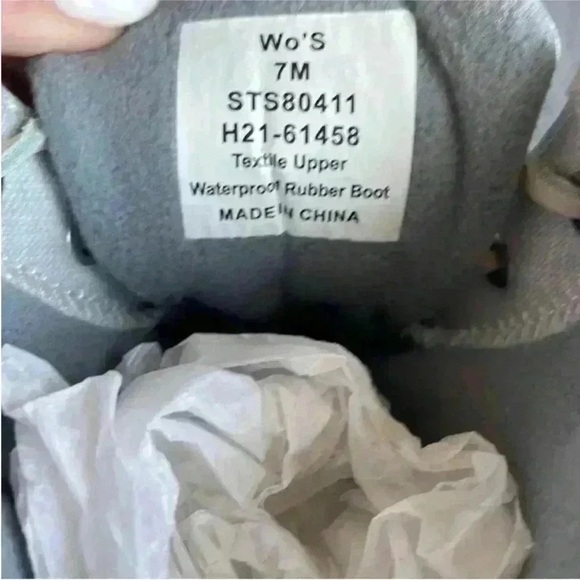 Wo'S
7M
STS80411
H21-61458
Textile Upper
Waterproof Rubber Boot
MADE IN CHINA